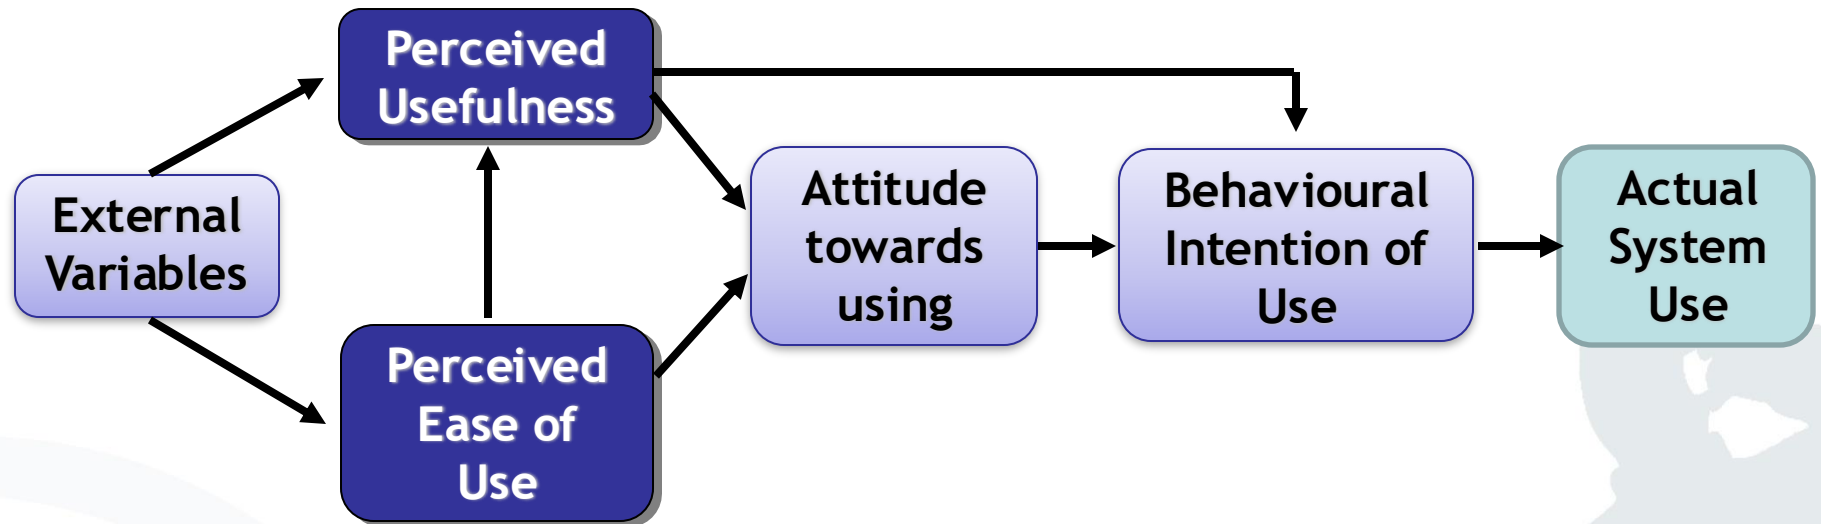 Perceived
Usefulness
External
Variables
Perceived
Ease of
Use
Attitude
towards
using
Behavioural
Intention of
Use
Actual
System
Use